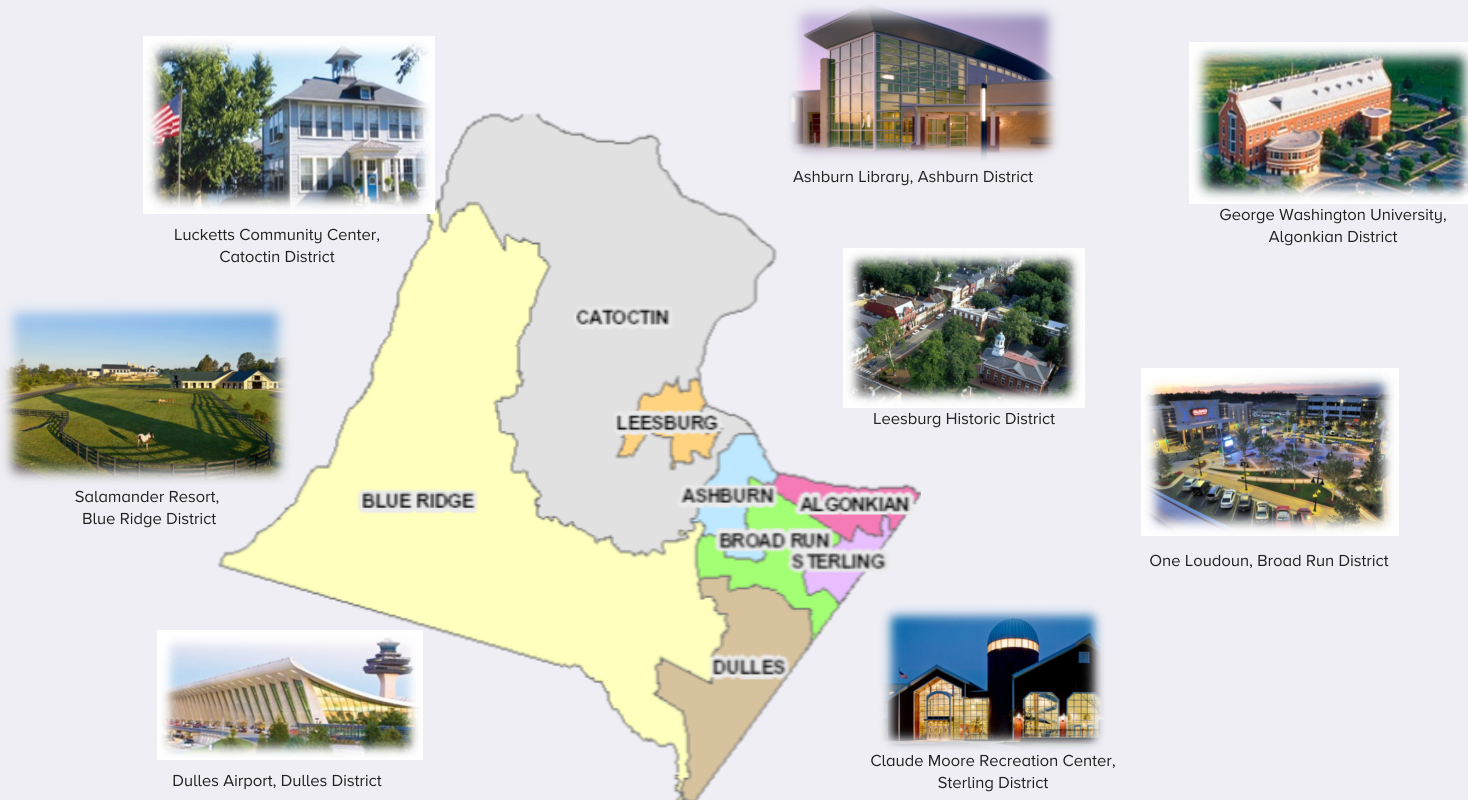 Ashburn Library, Ashburn District
George Washington University,
Algonkian District
Lucketts Community Center,
Catoctin District
CATOCTIN
LEESBURG
Leesburg Historic District
Salamander Resort,
Blue Ridge District
BLUE RIDGE
ASHBURN
ALGONKIAN
BROAD RUN
STERLING
One Loudoun, Broad Run District
DULLES
Dulles Airport, Dulles District
Claude Moore Recreation Center,
Sterling District